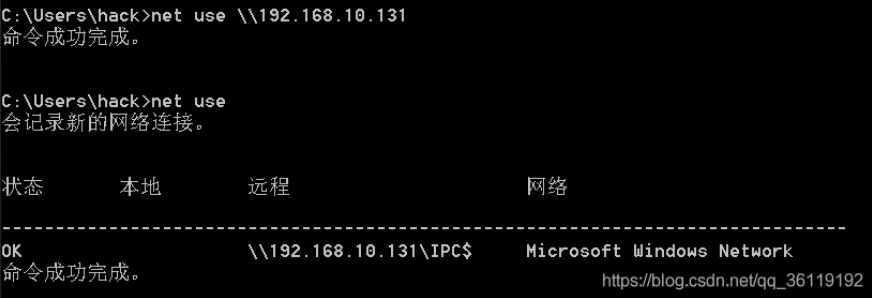 C:\Users\hack>net use \\192.168.10.131
命令成功完成。
C:\Users\hack>net use
会记录新的网络连接。
状态 本地 远程 网络
-------------------------------------------------------------------------------
OK \\192.168.10.131\IPC$ Microsoft Windows Network
命令成功完成。
https://blog.csdn.net/qq_36119192